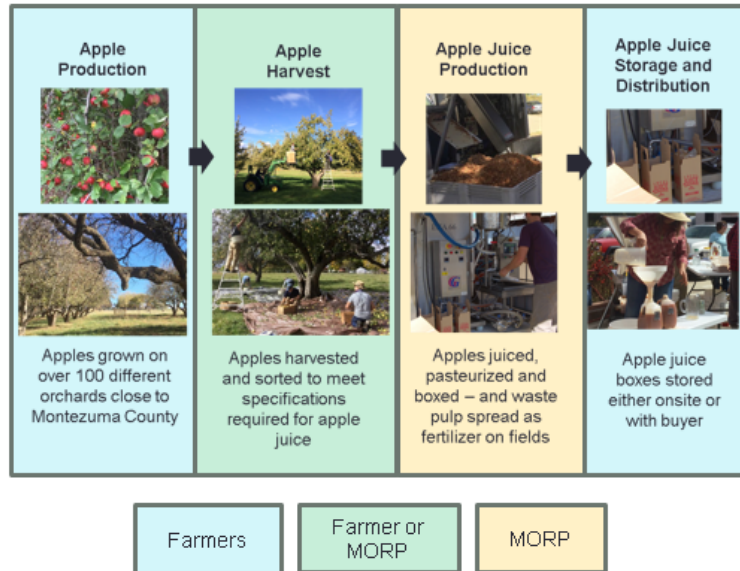 Apple
Production
Apples grown on
over 100 different
orchards close to
Montezuma County
Apple
Harvest
Apples harvested
and sorted to meet
specifications
required for apple
juice
Apple Juice
Production
Apples juiced,
pasteurized and
boxed – and waste
pulp spread as
fertilizer on fields
Apple Juice
Storage and
Distribution
Apple juice
boxes stored
either onsite or
with buyer
Farmers
Farmer or
MORP
MORP